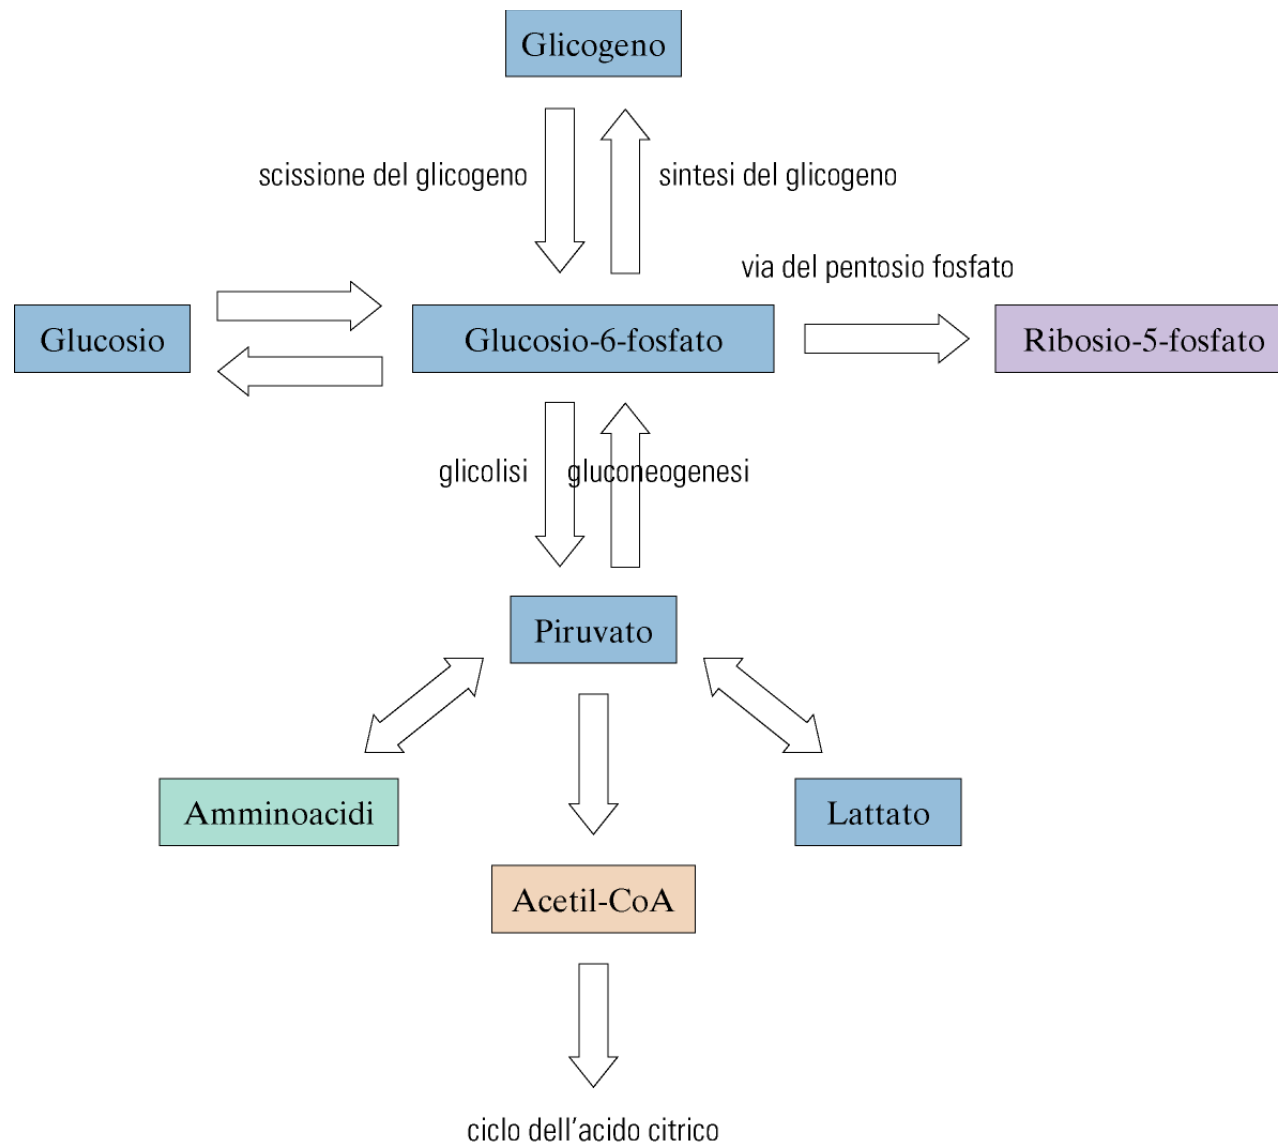 Glicogeno
scissione del glicogeno
sintesi del glicogeno
via del pentosio fosfato
Glucosio
Glucosio-6-fosfato
Ribosio-5-fosfato
glicolisi
gluconeogenesi
Piruvato
Amminoacidi
Lattato
Acetil-CoA
ciclo dell'acido citrico